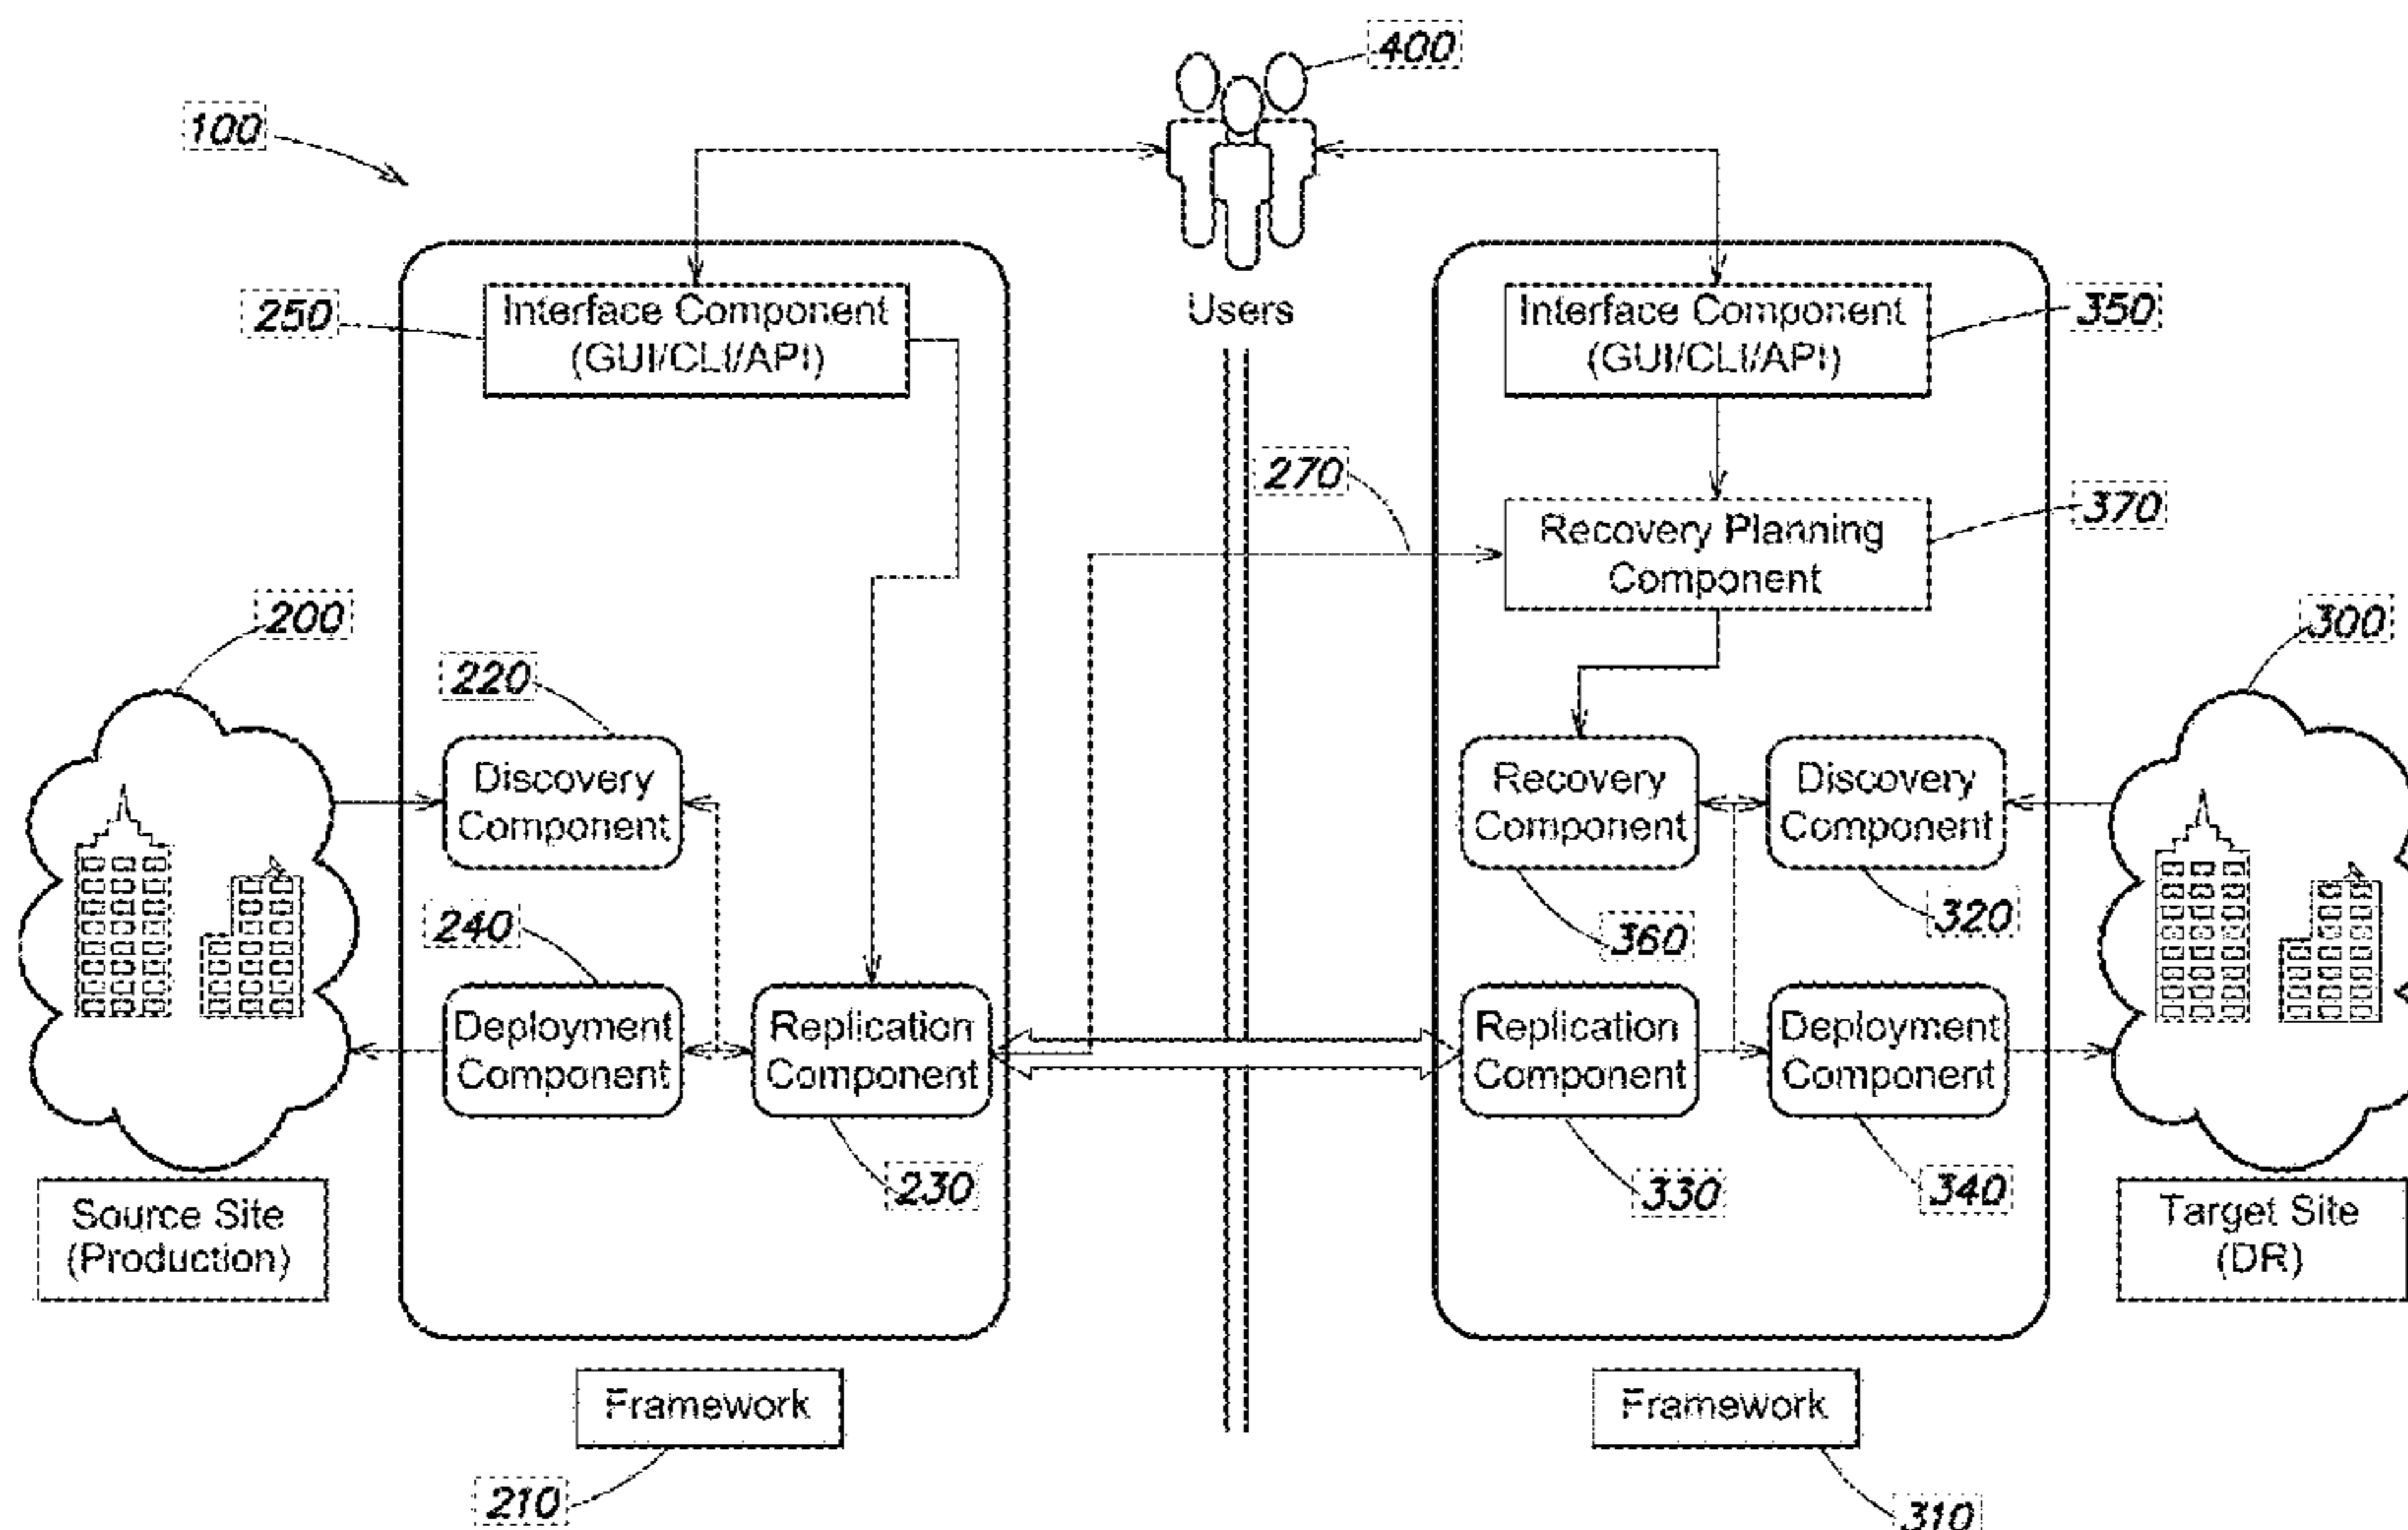 400
100
250
Interface Component
(GUI/CLI/API)
Users
Interface Component
(GUI/CLI/API)
350
270
Recovery Planning
Component
370
200
300
220
Discovery
Component
Recovery
Component
Discovery
Component
240
360
320
Deployment
Component
Replication
Component
Replication
Component
Deployment
Component
230
330
340
Source Site
(Production)
Target Site
(DR)
Framework
Framework
210
310